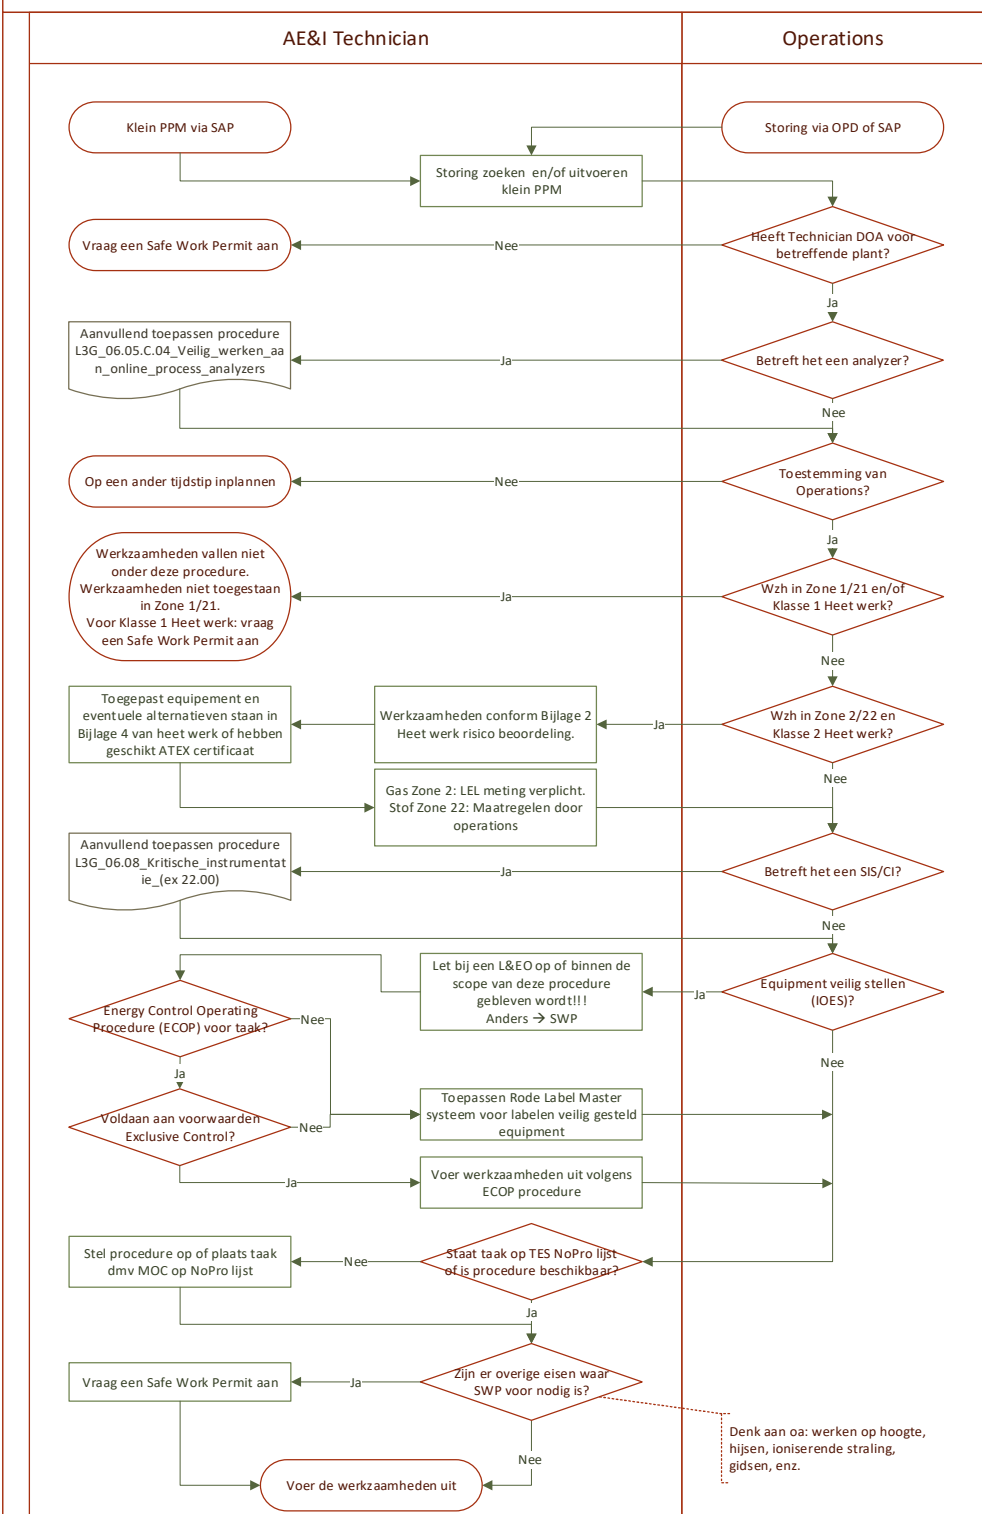 AE&I Technician
Operations
Klein PPM via SAP
Storing via OPD of SAP
Storing zoeken en/of uitvoeren
klein PPM
Heeft Technician DOA voor
betreffende plant?
Nee
Vraag een Safe Work Permit aan
Ja
Aanvullend toepassen procedure
L3G_06.05.C.04_Veilig_werken_aa
n_online_process_analyzers
Ja
Betreft het een analyzer?
Nee
Op een ander tijdstip inplannen
Nee
Toestemming van
Operations?
Ja
Werkzaamheden vallen niet
onder deze procedure.
Werkzaamheden niet toegestaan
in Zone 1/21.
Voor Klasse 1 Heet werk: vraag
een Safe Work Permit aan
Ja
Wzh in Zone 1/21 en/of
Klasse 1 Heet werk?
Nee
Toegepast equipement en
eventuele alternatieven staan in
Bijlage 4 van heet werk of hebben
geschikt ATEX certificaat
Werkzaamheden conform Bijlage 2
Heet werk risico beoordeling.
Ja
Wzh in Zone 2/22 en
Klasse 2 Heet werk?
Nee
Gas Zone 2: LEL meting verplicht.
Stof Zone 22: Maatregelen door
operations
Aanvullend toepassen procedure
L3G_06.08_Kritische_instrumentat
ie_(ex 22.00)
Ja
Betreft het een SIS/CI?
Nee
Let bij een L&EO op of binnen de
scope van deze procedure
gebleven wordt!!!
Anders → SWP
Ja
Equipment veilig stellen
(IOES)?
Nee
Energy Control Operating
Procedure (ECOP) voor taak?
Nee
Ja
Voldaan aan voorwaarden
Exclusive Control?
Nee
Toepassen Rode Label Master
systeem voor labelen veilig gesteld
equipment
Ja
Voer werkzaamheden uit volgens
ECOP procedure
Stel procedure op of plaats taak
dmv MOC op NoPro lijst
Nee
Staat taak op TES NoPro lijst
of is procedure beschikbaar?
Ja
Vraag een Safe Work Permit aan
Ja
Zijn er overige eisen waar
SWP voor nodig is?
Nee
Denk aan oa: werken op hoogte,
hijsen, ioniserende straling,
gidsen, enz.
Voer de werkzaamheden uit